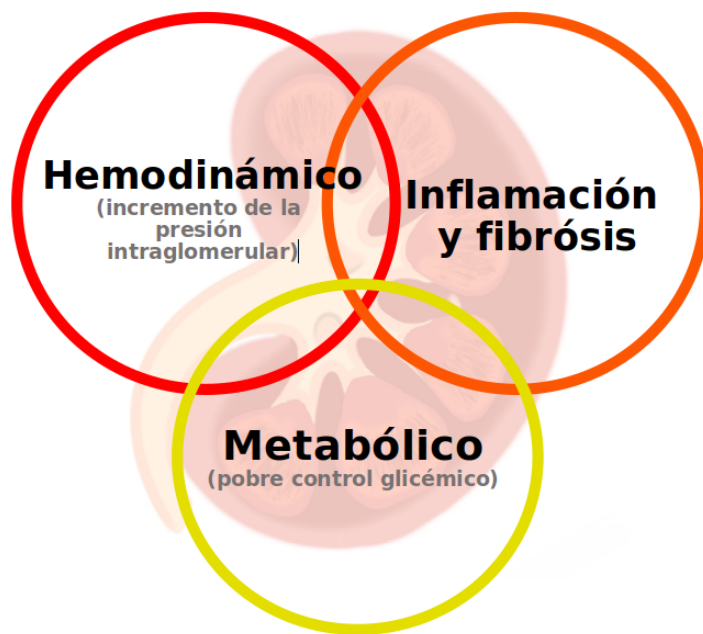 Hemodinámico
(incremento de la
presión
intraglomerular)
Inflamación
y fibrósis
Metabólico
(pobre control glicémico)